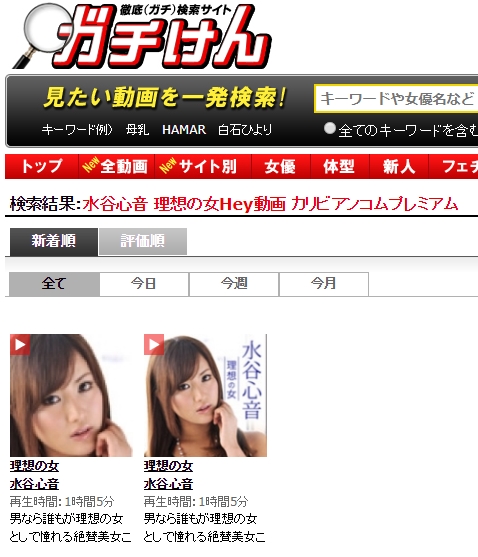 徹底(ガチ)検索サイト
ガチけん
見たい動画を一発検索!
キーワードや女優名など
キーワード例) 母乳 HAMAR 白石ひより
全てのキーワードを含む
トップ New 全動画 New サイト別 女優 体型 新人 フェチ
検索結果:水谷心音 理想の女Hey動画 カリビアンコムプレミアム
新着順 評価順
全て 今日 今週 今月
水谷心音
理想の女
理想の女 理想の女
水谷心音 水谷心音
再生時間: 1時間5分 再生時間: 1時間5分
男なら誰もが理想の女 男なら誰もが理想の女
として憧れる絶賛美女こ として憧れる絶賛美女こ